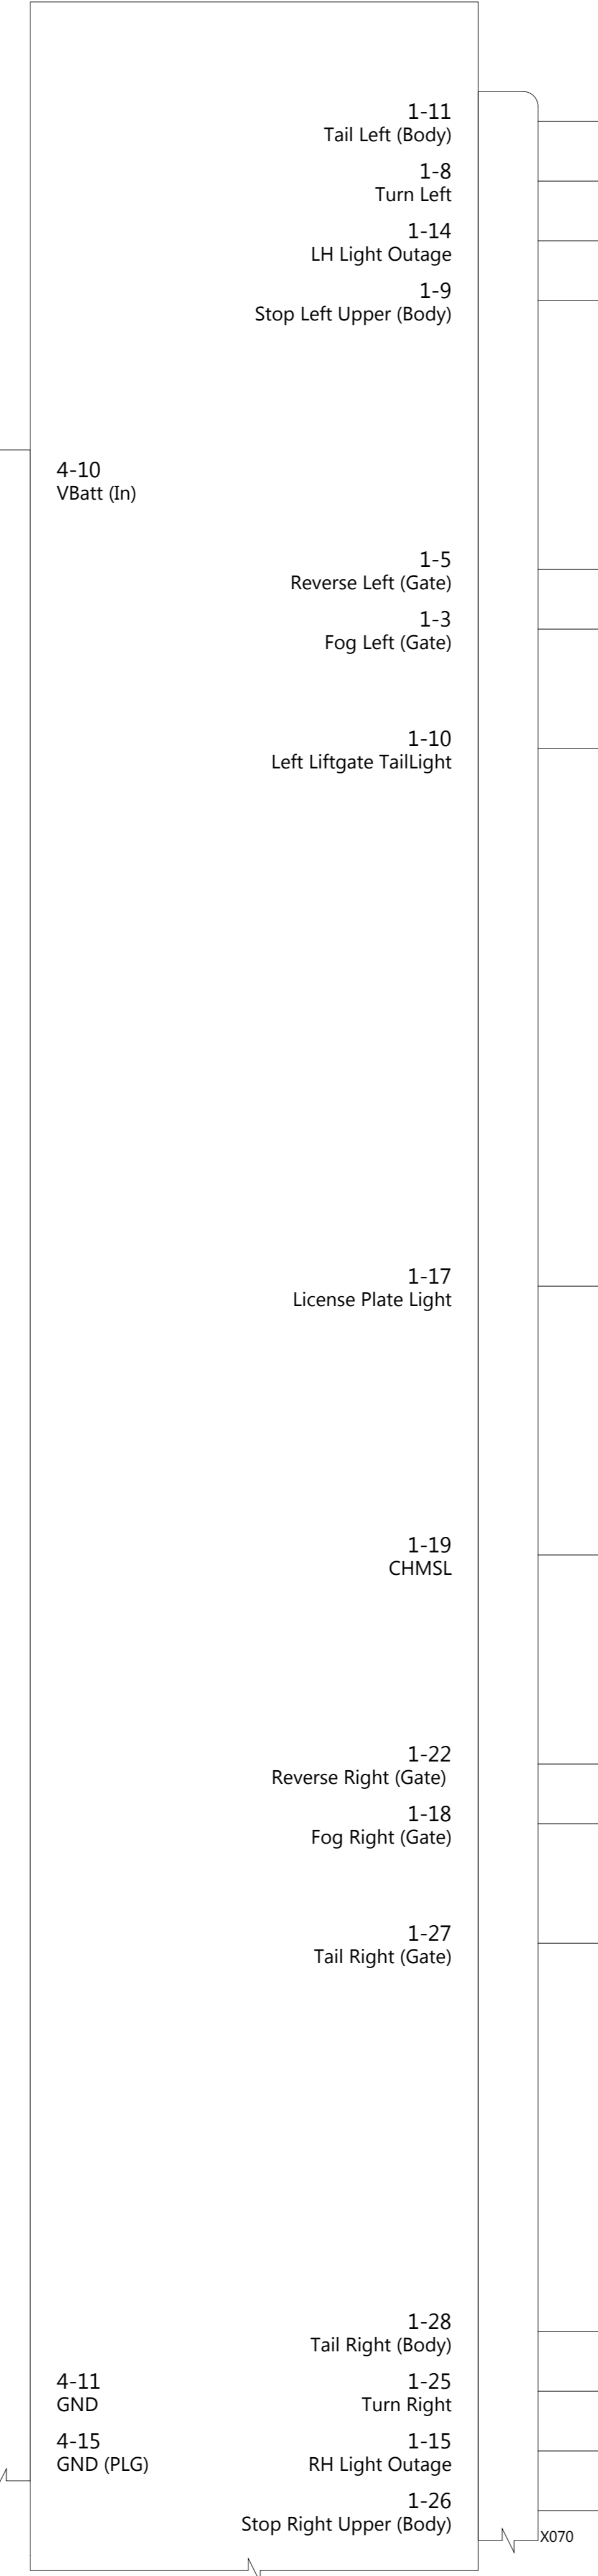 1-11
Tail Left (Body)
1-8
Turn Left
1-14
LH Light Outage
1-9
Stop Left Upper (Body)
4-10
VBatt (In)
1-5
Reverse Left (Gate)
1-3
Fog Left (Gate)
1-10
Left Liftgate TailLight
1-17
License Plate Light
1-19
CHMSL
1-22
Reverse Right (Gate)
1-18
Fog Right (Gate)
1-27
Tail Right (Gate)
1-28
Tail Right (Body)
4-11
GND
1-25
Turn Right
4-15
GND (PLG)
1-15
RH Light Outage
1-26
Stop Right Upper (Body)
X070